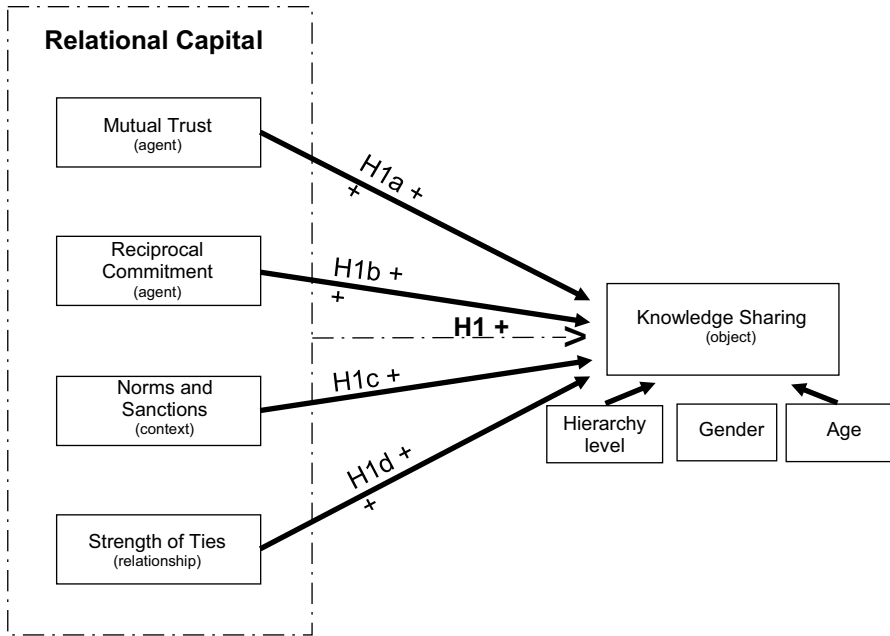 Relational Capital
Mutual Trust
(agent)
H1a +
+
Reciprocal
Commitment
(agent)
H1b +
+
H1 +
Knowledge Sharing
(object)
Norms and
Sanctions
(context)
H1c +
Hierarchy
level
Gender
Age
H1d +
+
Strength of Ties
(relationship)